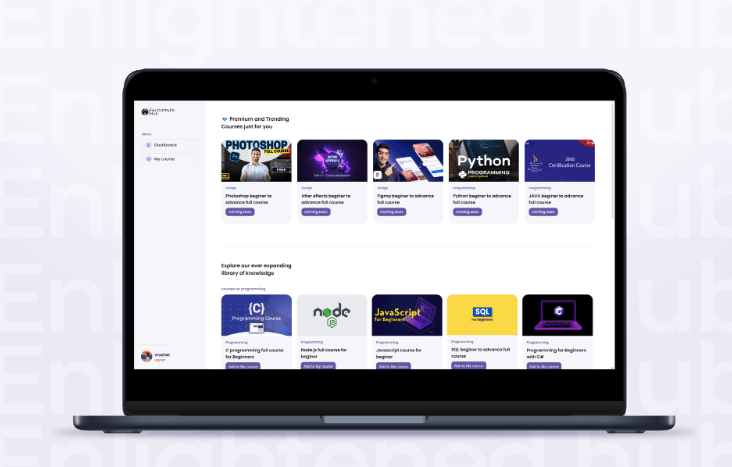 Enlightened hub
Menu
Dashboard
My course
Premium and Trending
Courses just for you
PHOTOSHOP
FULL COURSE
Ps
FREE
Design
Photoshop beginer to
advance full course
Coming soon
AFTER
EFFECTS
Design
After effects beginer to
advance full course
Coming soon
Design
Figma beginer to advance
full course
Coming soon
Python
PROGRAMMING
Programming
Python beginer to advance
full course
Coming soon
JAVA
Certification Course
Programming
JAVA beginer to advance
full course
Coming soon
Explore our ever expanding
library of knowledge
Courses on programming
{C}
Programming Course
Programming
C programming full course
for Beginners
Add to My course
node
JS
Programming
Node.js full course for
beginer
Add to My course
JavaScript
For Beginners
Programming
Javascript course for
beginer
Add to My course
SQL
For Beginners
Programming
SQL beginer to advance full
course
Add to My course
Programming
Programming for Beginners
with C#
Add to My course
Logout